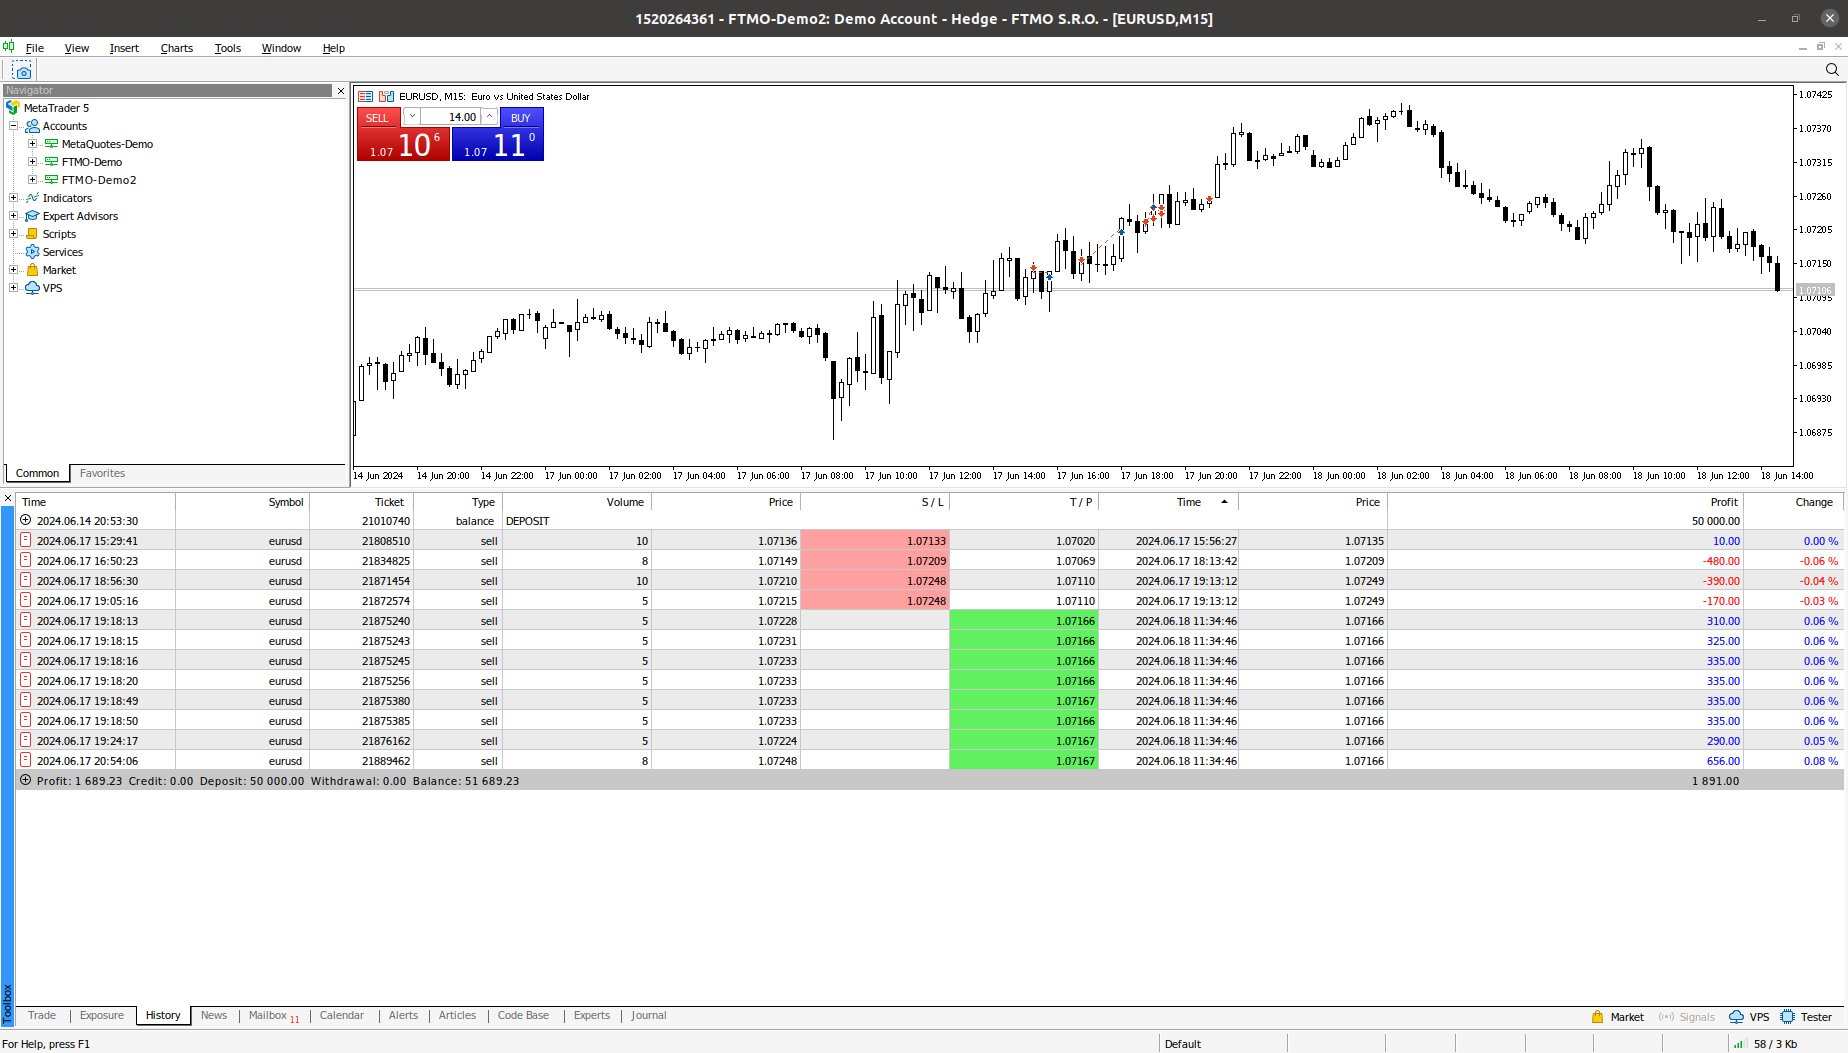 1520264361 - FTMO-Demo2: Demo Account - Hedge - FTMO S.R.O. - [EURUSD,M15]
File View Insert Charts Tools Window Help
Navigator
MetaTrader 5
Accounts
MetaQuotes-Demo
FTMO-Demo
FTMO-Demo2
Indicators
Expert Advisors
Scripts
Services
Market
VPS
Common Favorites
EURUSD, M15: Euro vs United States Dollar
SELL 14.00 BUY
1.07 10 6 1.07 11 0
1.07425
1.07370
1.07315
1.07260
1.07205
1.07150
1.07106
1.07095
1.07040
1.06985
1.06930
1.06875
14 Jun 2024 14 Jun 20:00 14 Jun 22:00 17 Jun 00:00 17 Jun 02:00 17 Jun 04:00 17 Jun 06:00 17 Jun 08:00 17 Jun 10:00 17 Jun 12:00 17 Jun 14:00 17 Jun 16:00 17 Jun 18:00 17 Jun 20:00 17 Jun 22:00 18 Jun 00:00 18 Jun 02:00 18 Jun 04:00 18 Jun 06:00 18 Jun 08:00 18 Jun 10:00 18 Jun 12:00 18 Jun 14:00
Time Symbol Ticket Type Volume Price S / L T / P Time Price Profit Change
2024.06.14 20:53:30 21010740 balance DEPOSIT 50 000.00
2024.06.17 15:29:41 eurusd 21808510 sell 10 1.07136 1.07133 1.07020 2024.06.17 15:56:27 1.07135 10.00 0.00 %
2024.06.17 16:50:23 eurusd 21834825 sell 8 1.07149 1.07209 1.07069 2024.06.17 18:13:42 1.07209 -480.00 -0.06 %
2024.06.17 18:56:30 eurusd 21871454 sell 10 1.07210 1.07248 1.07110 2024.06.17 19:13:12 1.07249 -390.00 -0.04 %
2024.06.17 19:05:16 eurusd 21872574 sell 5 1.07215 1.07248 1.07110 2024.06.17 19:13:12 1.07249 -170.00 -0.03 %
2024.06.17 19:18:13 eurusd 21875240 sell 5 1.07228 1.07166 2024.06.18 11:34:46 1.07166 310.00 0.06 %
2024.06.17 19:18:15 eurusd 21875243 sell 5 1.07231 1.07166 2024.06.18 11:34:46 1.07166 325.00 0.06 %
2024.06.17 19:18:16 eurusd 21875245 sell 5 1.07233 1.07166 2024.06.18 11:34:46 1.07166 335.00 0.06 %
2024.06.17 19:18:20 eurusd 21875256 sell 5 1.07233 1.07166 2024.06.18 11:34:46 1.07166 335.00 0.06 %
2024.06.17 19:18:49 eurusd 21875380 sell 5 1.07233 1.07167 2024.06.18 11:34:46 1.07166 335.00 0.06 %
2024.06.17 19:18:50 eurusd 21875385 sell 5 1.07233 1.07166 2024.06.18 11:34:46 1.07166 335.00 0.06 %
2024.06.17 19:24:17 eurusd 21876162 sell 5 1.07224 1.07167 2024.06.18 11:34:46 1.07166 290.00 0.05 %
2024.06.17 20:54:06 eurusd 21889462 sell 8 1.07248 1.07167 2024.06.18 11:34:46 1.07166 656.00 0.08 %
Profit: 1 689.23 Credit: 0.00 Deposit: 50 000.00 Withdrawal: 0.00 Balance: 51 689.23 1 891.00
Toolbox
Trade Exposure History News Mailbox 11 Calendar Alerts Articles Code Base Experts Journal Market Signals VPS Tester
For Help, press F1 Default 58 / 3 Kb